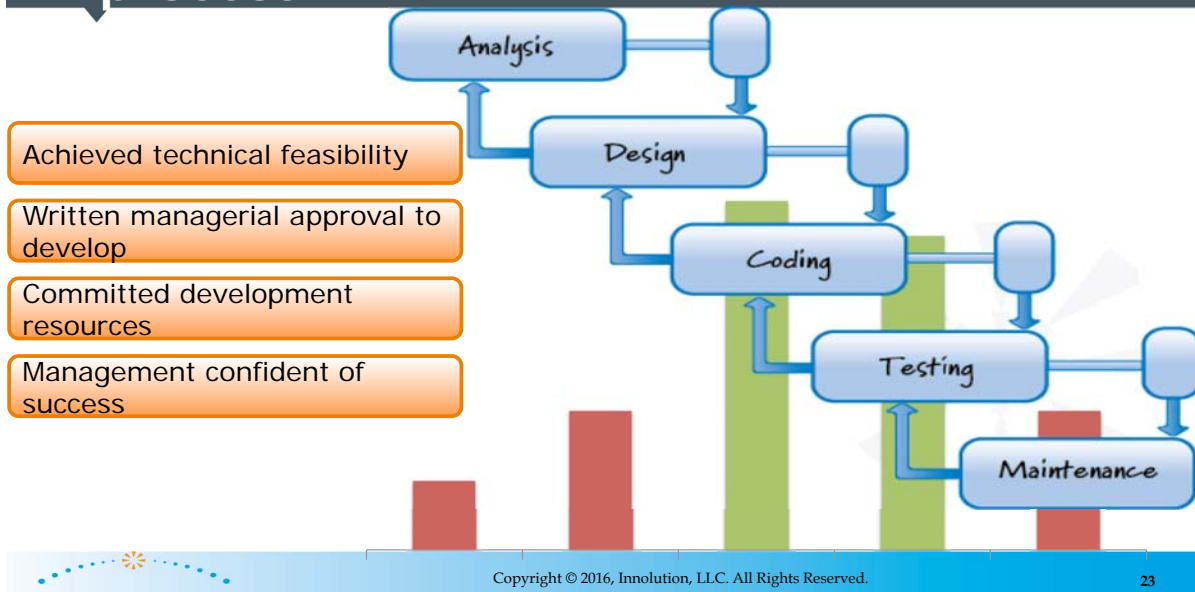 Analysis
Achieved technical feasibility
Design
Written managerial approval to
develop
Coding
Committed development
resources
Testing
Management confident of
success
Maintenance
Copyright © 2016, Innolution, LLC. All Rights Reserved.
23